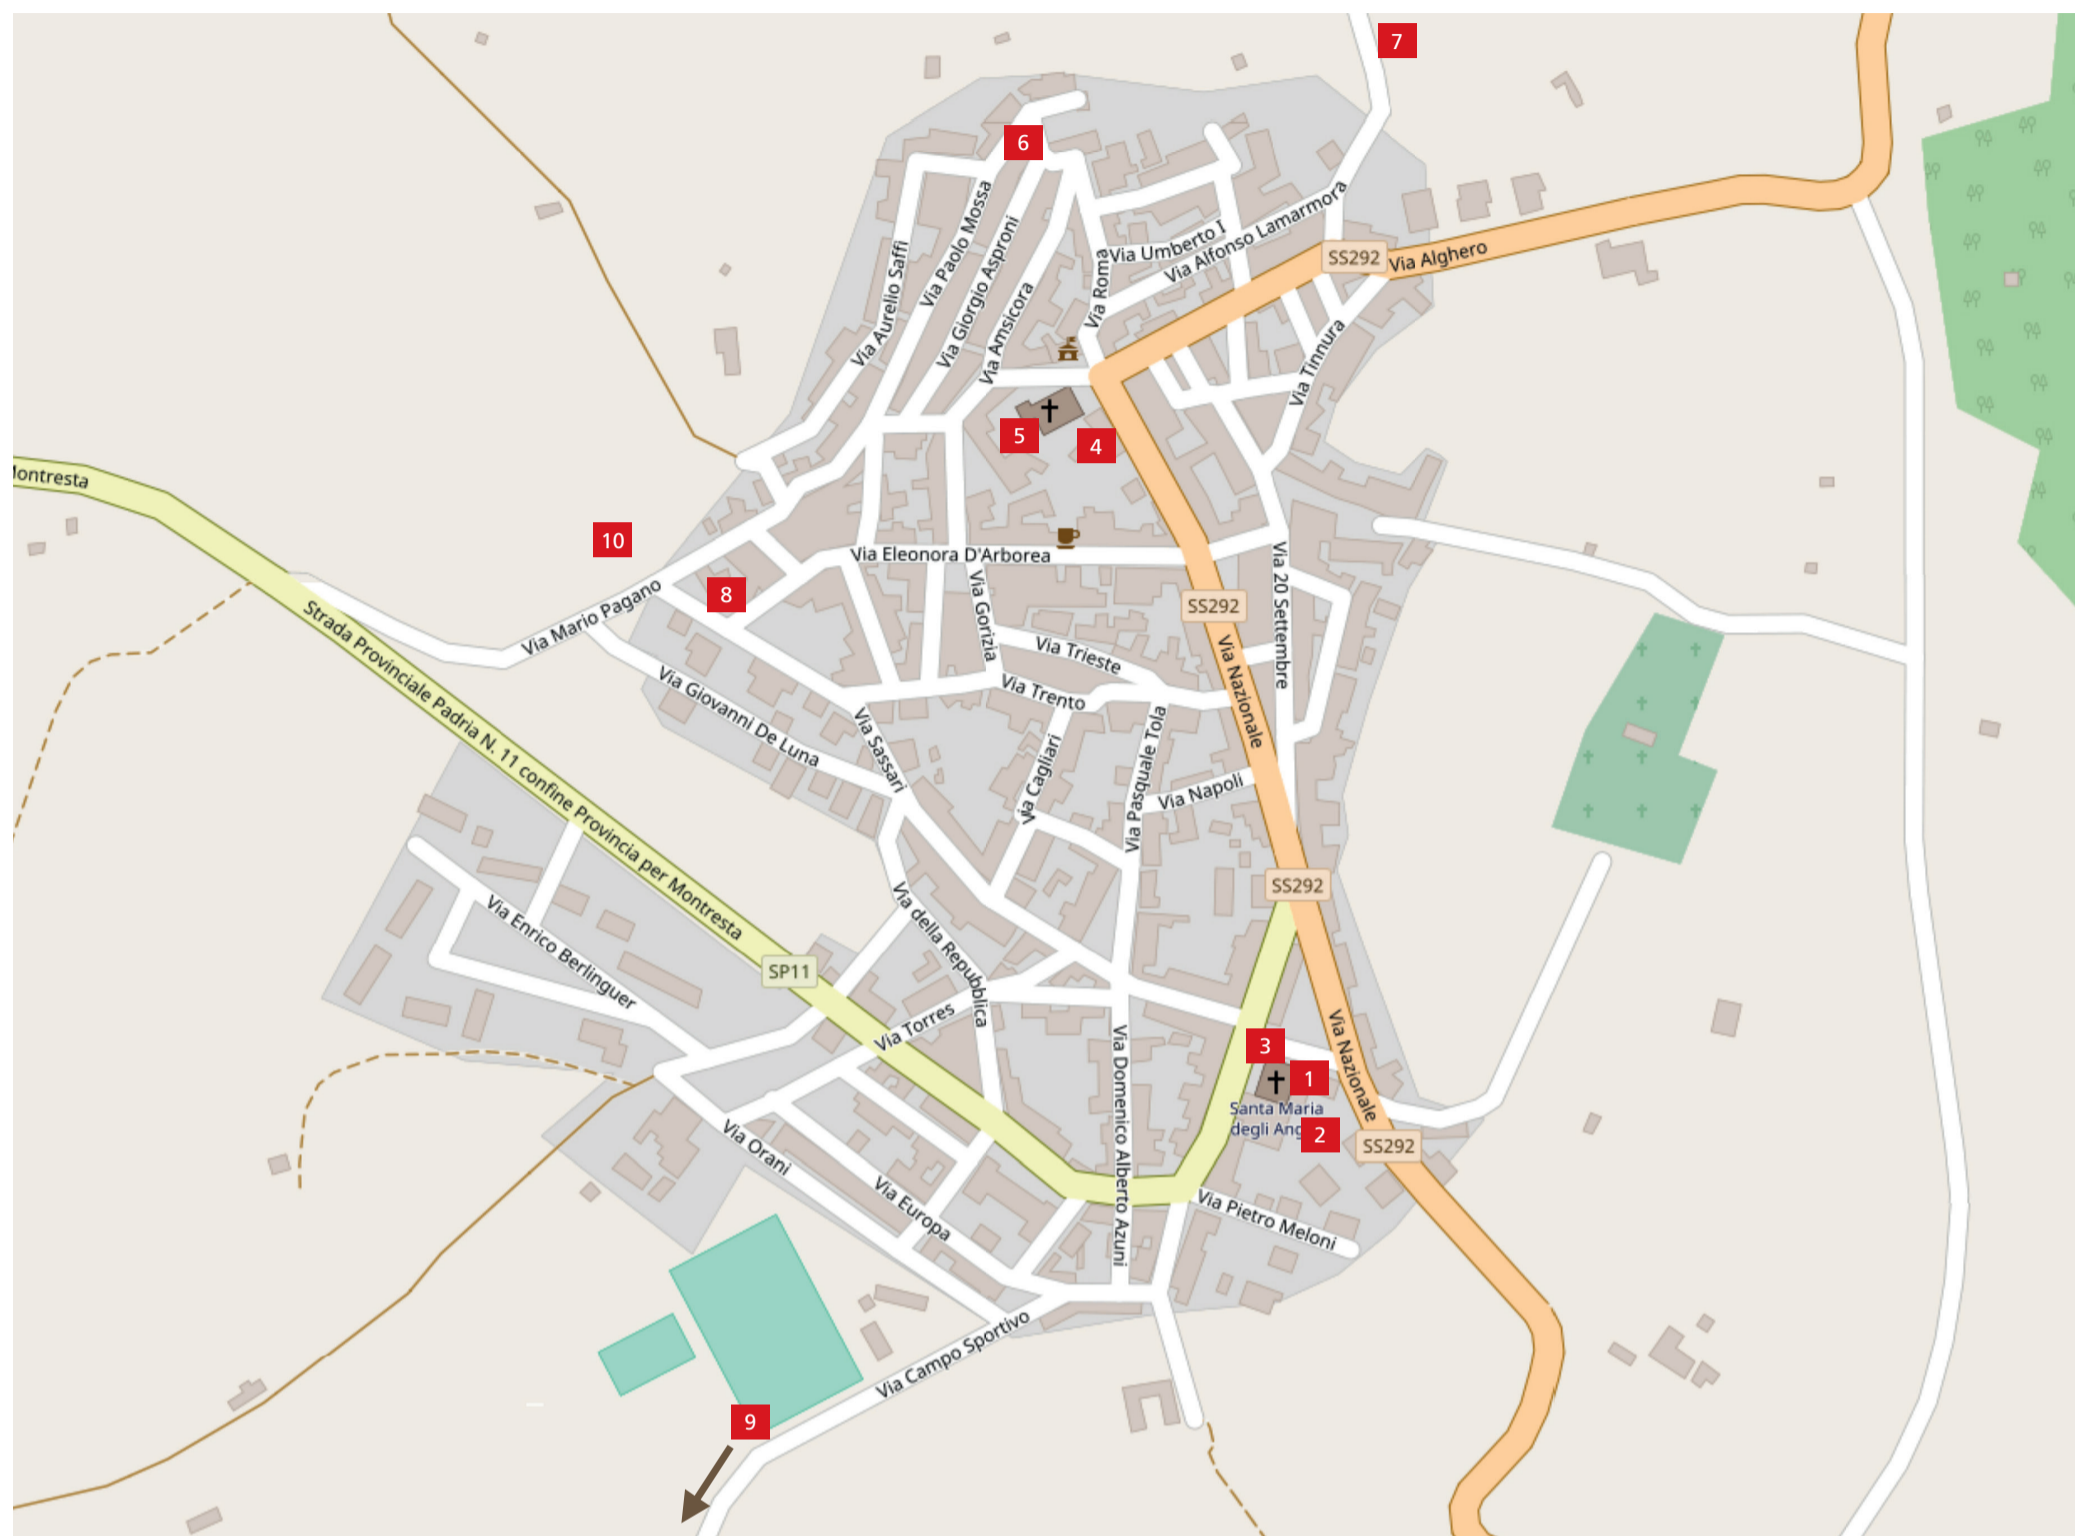 7
6
Via Paolo Mossa
Via Aurelio Saffi
Via Giorgio Asproni
Via Amsicora
Via Roma
Via Umberto I
Via Alfonso Lamarmora
SS292
Via Alghero
Via Tinnura
5
4
ontresta
10
8
Via Eleonora D'Arborea
Via Mario Pagano
Via Gorizia
Via 20 Settembre
SS292
Via Trieste
Via Trento
Via Nazionale
Via Giovanni De Luna
Via Sassari
Via Cagliari
Via Pasquale Tola
Via Napoli
Strada Provinciale Padria N. 11 confine Provincia per Montresta
SS292
Via Enrico Berlinguer
Via della Repubblica
SP11
Via Torres
Via Domenico Alberto Azuni
Via Nazionale
3
1
Santa Maria
degli Ang
2
SS292
Via Orani
Via Europa
Via Pietro Meloni
Via Campo Sportivo
9